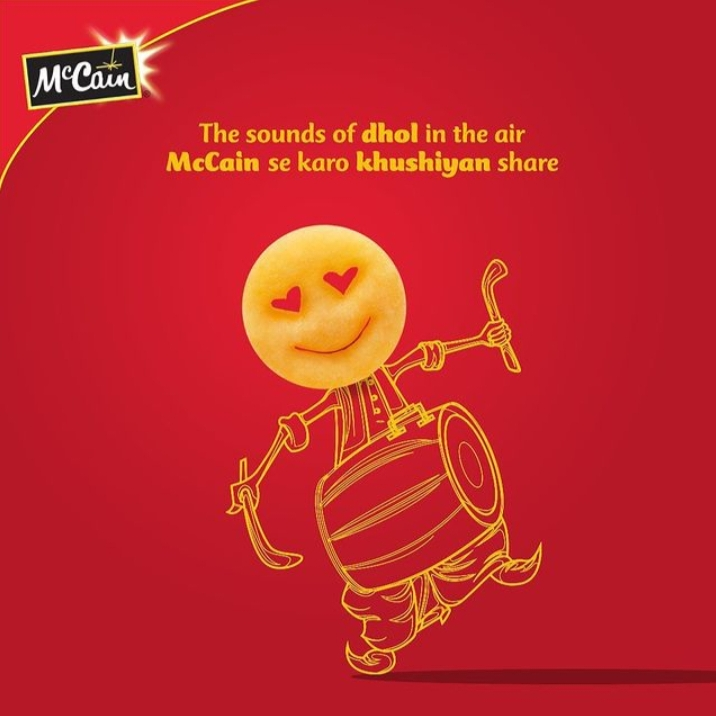 McCain
The sounds of dhol in the air
McCain se karo khushiyan share